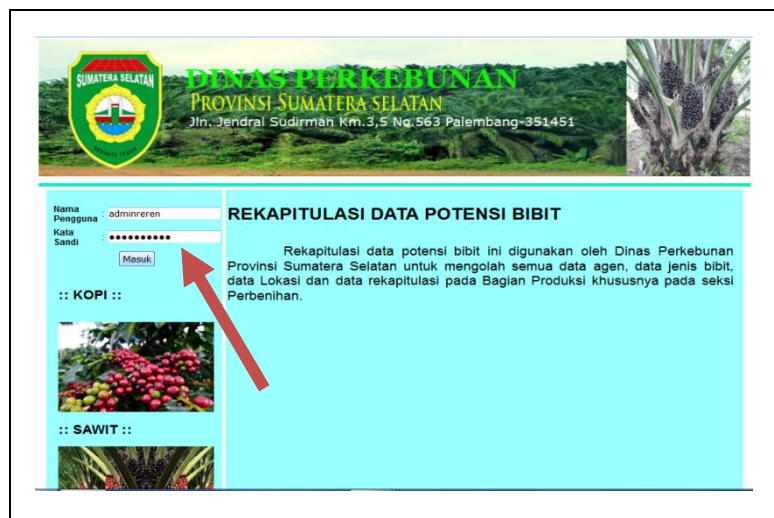 SUMATERA SELATAN
DINAS PERKEBUNAN
PROVINSI SUMATERA SELATAN
Jln. Jendral Sudirman Km.3,5 No.563 Palembang-351451
Nama Pengguna : adminreren
Kata Sandi : ●●●●●●●●●●
Masuk
:: KOPI ::
:: SAWIT ::
REKAPITULASI DATA POTENSI BIBIT
Rekapitulasi data potensi bibit ini digunakan oleh Dinas Perkebunan
Provinsi Sumatera Selatan untuk mengolah semua data agen, data jenis bibit,
data Lokasi dan data rekapitulasi pada Bagian Produksi khususnya pada seksi
Perbenihan.